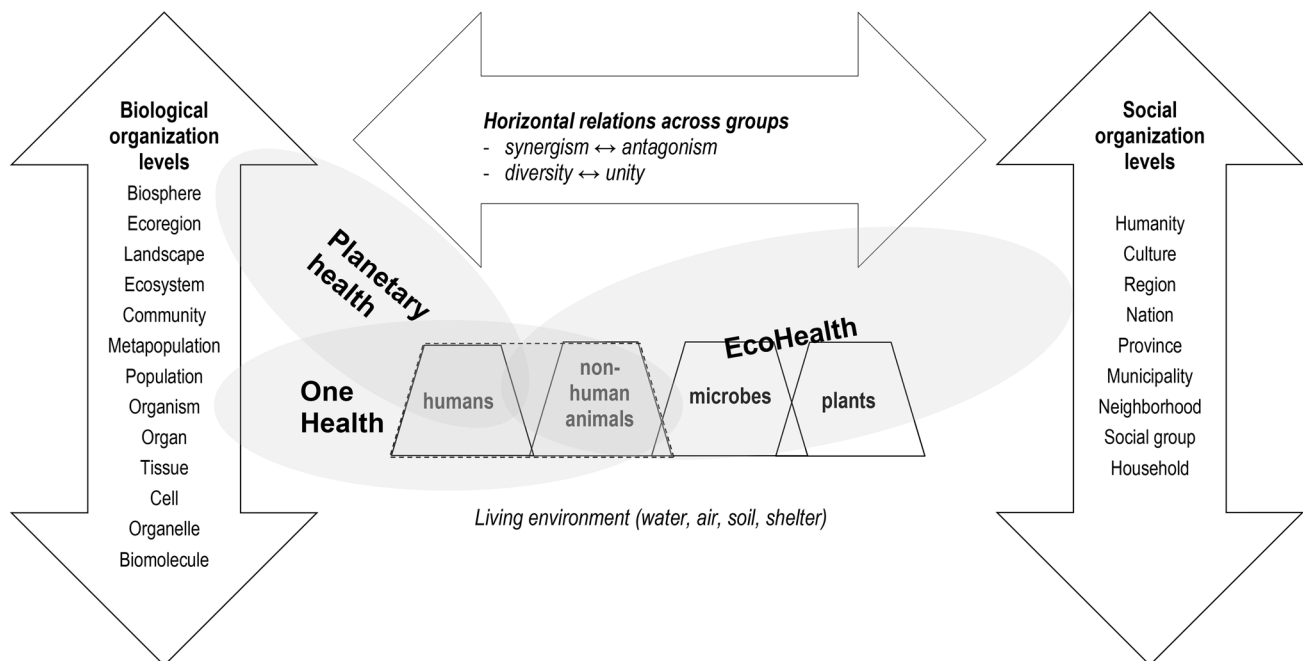 Biological
organization
levels
Biosphere
Ecoregion
Landscape
Ecosystem
Community
Metapopulation
Population
Organism
Organ
Tissue
Cell
Organelle
Biomolecule
Horizontal relations across groups
- synergism ↔ antagonism
- diversity ↔ unity
Planetary
health
One
Health
EcoHealth
humans
non-
human
animals
microbes
plants
Living environment (water, air, soil, shelter)
Social
organization
levels
Humanity
Culture
Region
Nation
Province
Municipality
Neighborhood
Social group
Household